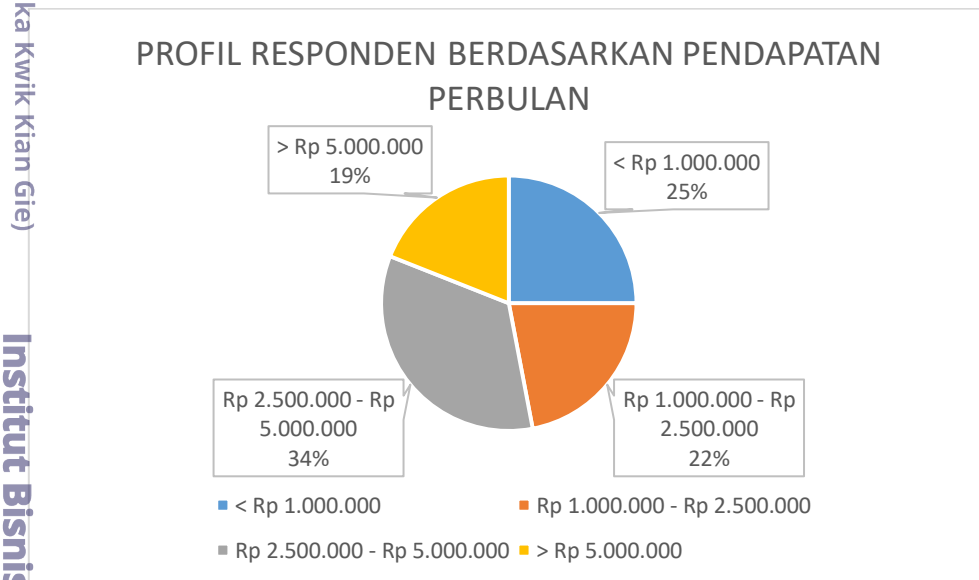 ka Kwik Kian Gie)
Institut Bisnis
PROFIL RESPONDEN BERDASARKAN PENDAPATAN
PERBULAN
> Rp 5.000.000
19%
< Rp 1.000.000
25%
Rp 2.500.000 - Rp
5.000.000
34%
Rp 1.000.000 - Rp
2.500.000
22%
< Rp 1.000.000
Rp 1.000.000 - Rp 2.500.000
Rp 2.500.000 - Rp 5.000.000
> Rp 5.000.000